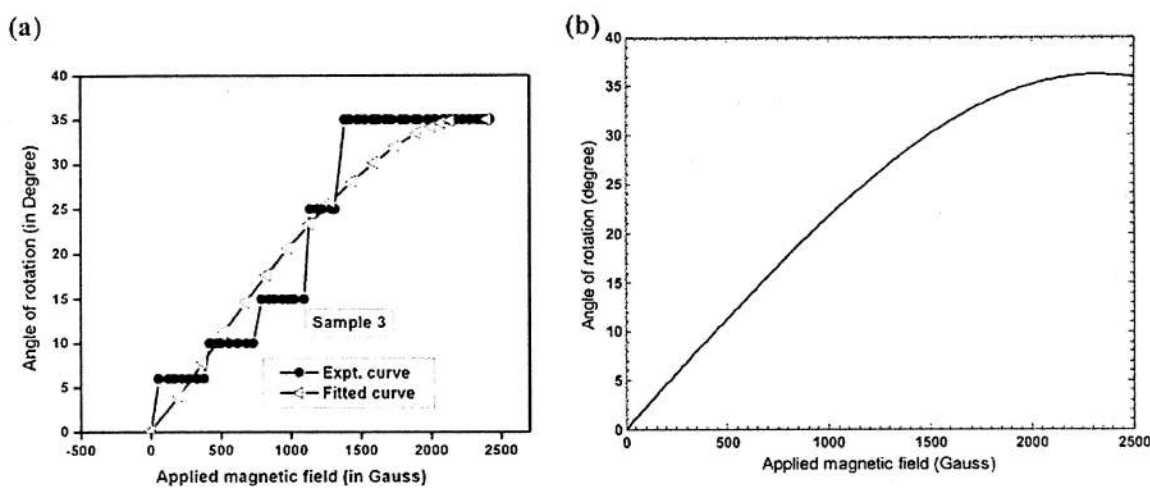 (a)
40
35
30
25
20
15
10
5
0
Angle of rotation (in Degree)
Sample 3
Expt. curve
Fitted curve
-500 0 500 1000 1500 2000 2500
Applied magnetic field (in Gauss)
(b)
40
35
30
25
20
15
10
5
0
Angle of rotation (degree)
0 500 1000 1500 2000 2500
Applied magnetic field (Gauss)